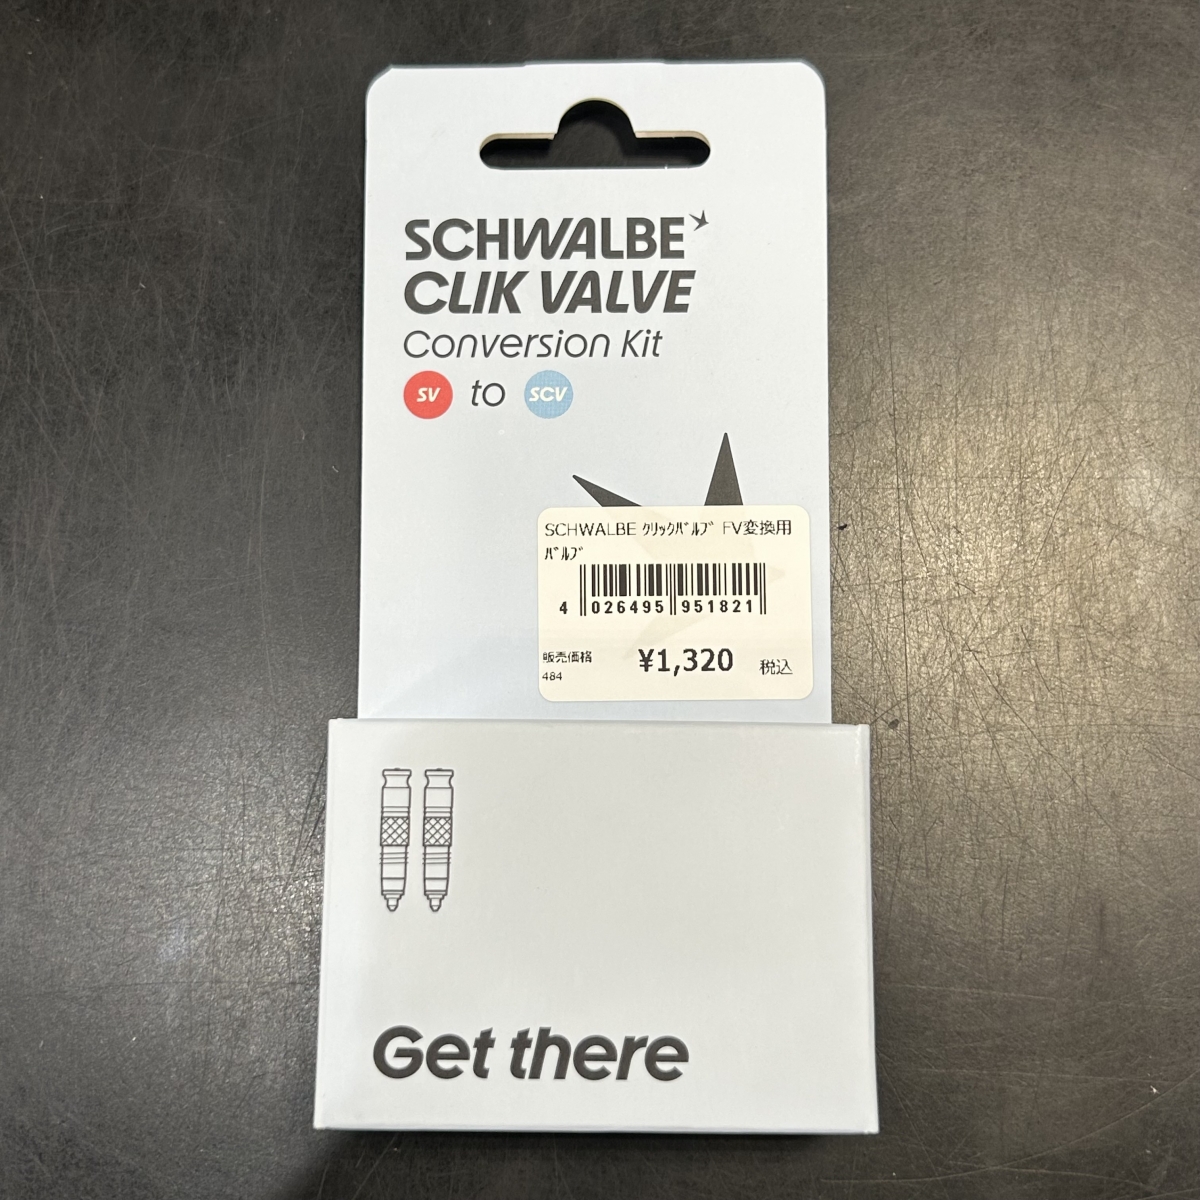 SCHWALBE
CLIK VALVE
Conversion Kit
SV to SCV
SCHWALBE ｸﾘｯｸﾊﾞﾙﾌﾞ FV変換用
ﾊﾞﾙﾌﾞ
4 026495 951821
販売価格 ¥1,320 税込
484
Get there